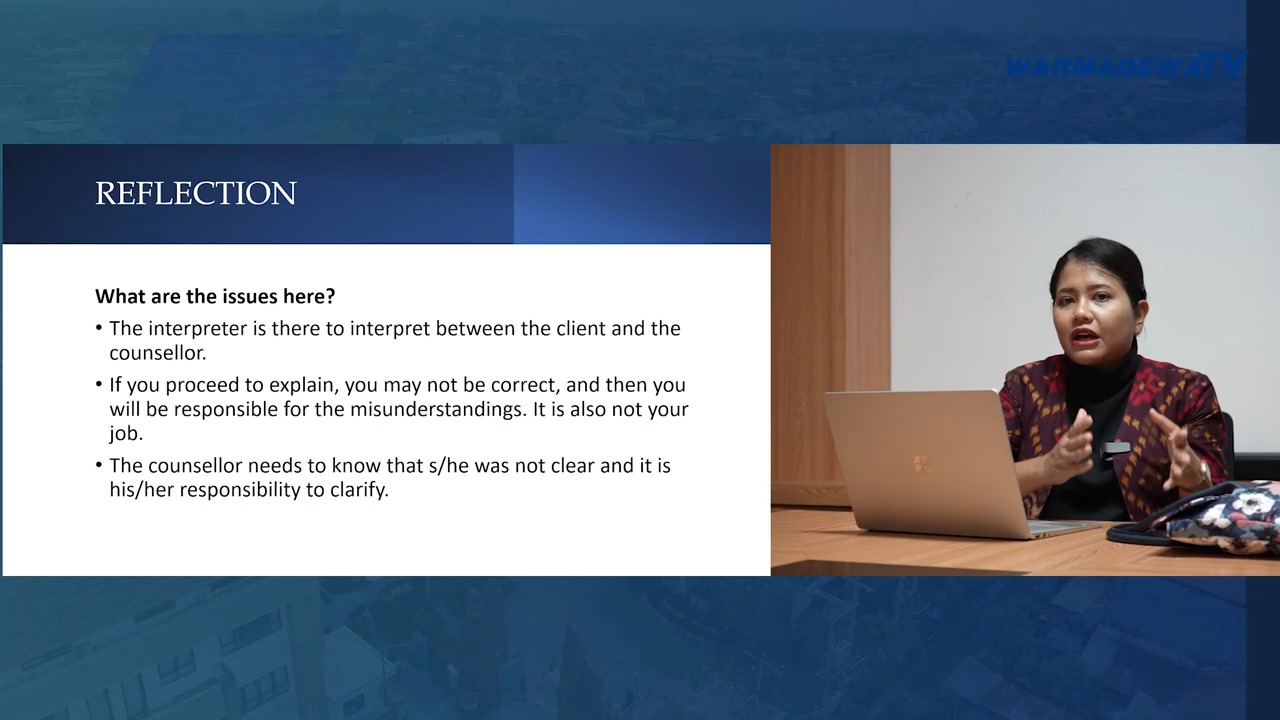 WARMADEWA TV
REFLECTION
What are the issues here?
• The interpreter is there to interpret between the client and the
counsellor.
• If you proceed to explain, you may not be correct, and then you
will be responsible for the misunderstandings. It is also not your
job.
• The counsellor needs to know that s/he was not clear and it is
his/her responsibility to clarify.